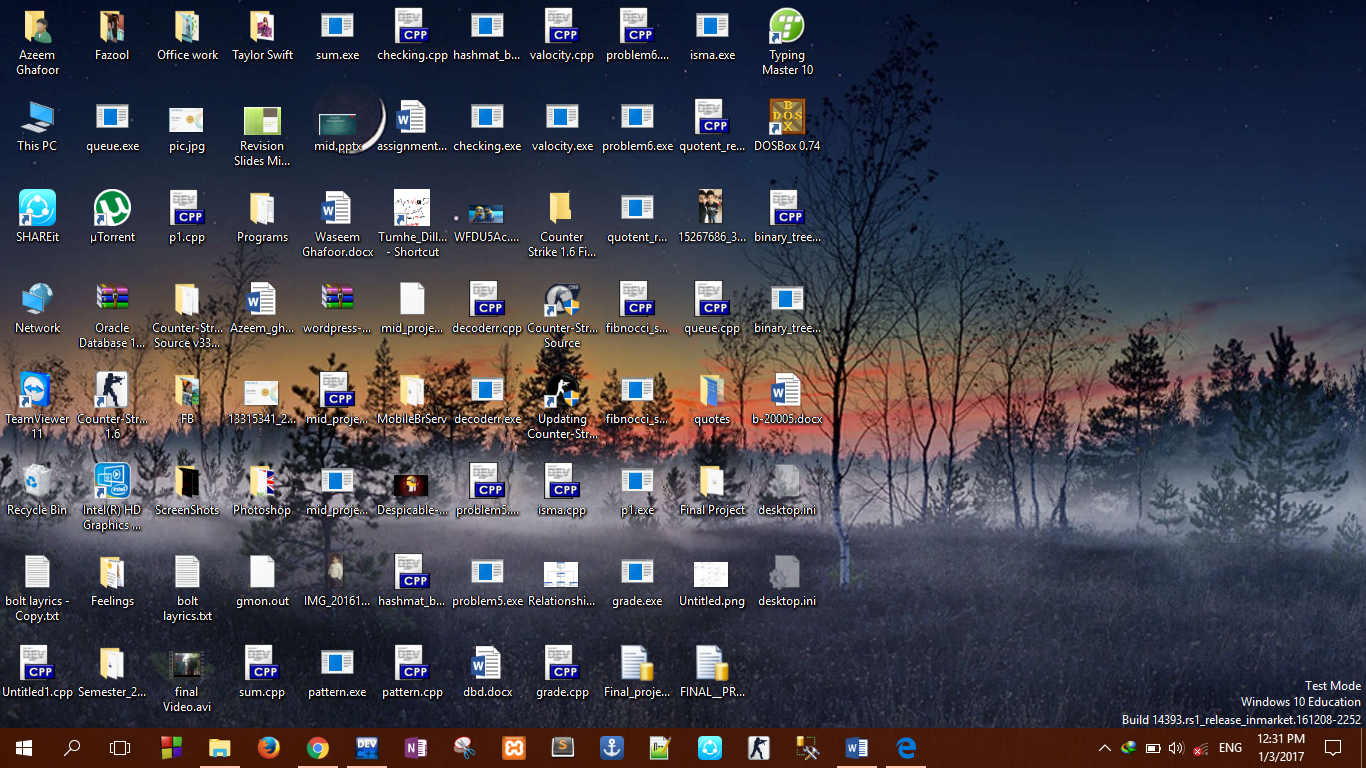 Azeem Ghafoor
Fazool
Office work
Taylor Swift
sum.exe
checking.cpp
hashmat_b...
valocity.cpp
problem6....
isma.exe
Typing Master 10
This PC
queue.exe
pic.jpg
Revision Slides Mi...
mid.pptx
assignment...
checking.exe
valocity.exe
problem6.exe
quotent_re...
DOSBox 0.74
SHAREit
µTorrent
p1.cpp
Programs
Waseem Ghafoor.docx
Tumhe_Dill... - Shortcut
WFDU5Ac....
Counter Strike 1.6 Fi...
quotent_r...
15267686_3...
binary_tree...
Network
Oracle Database 1...
Counter-Str... Source v33...
Azeem_gh...
wordpress-...
mid_proje...
decoderr.cpp
Counter-Str... Source
fibnocci_s...
queue.cpp
binary_tree...
TeamViewer 11
Counter-Str... 1.6
FB
13315341_2...
mid_proje...
MobileBrServ
decoderr.exe
Updating Counter-Str...
fibnocci_s...
quotes
b-20005.docx
Recycle Bin
Intel(R) HD Graphics ...
ScreenShots
Photoshop
mid_proje...
Despicable-...
problem5....
isma.cpp
p1.exe
Final Project
desktop.ini
bolt layrics - Copy.txt
Feelings
bolt layrics.txt
gmon.out
IMG_20161...
hashmat_b...
problem5.exe
Relationshi...
grade.exe
Untitled.png
desktop.ini
Untitled1.cpp
Semester_2...
final Video.avi
sum.cpp
pattern.exe
pattern.cpp
dbd.docx
grade.cpp
Final_proje...
FINAL__PR...
Test Mode
Windows 10 Education
Build 14393.rs1_release_inmarket.161208-2252
ENG
12:31 PM
1/3/2017